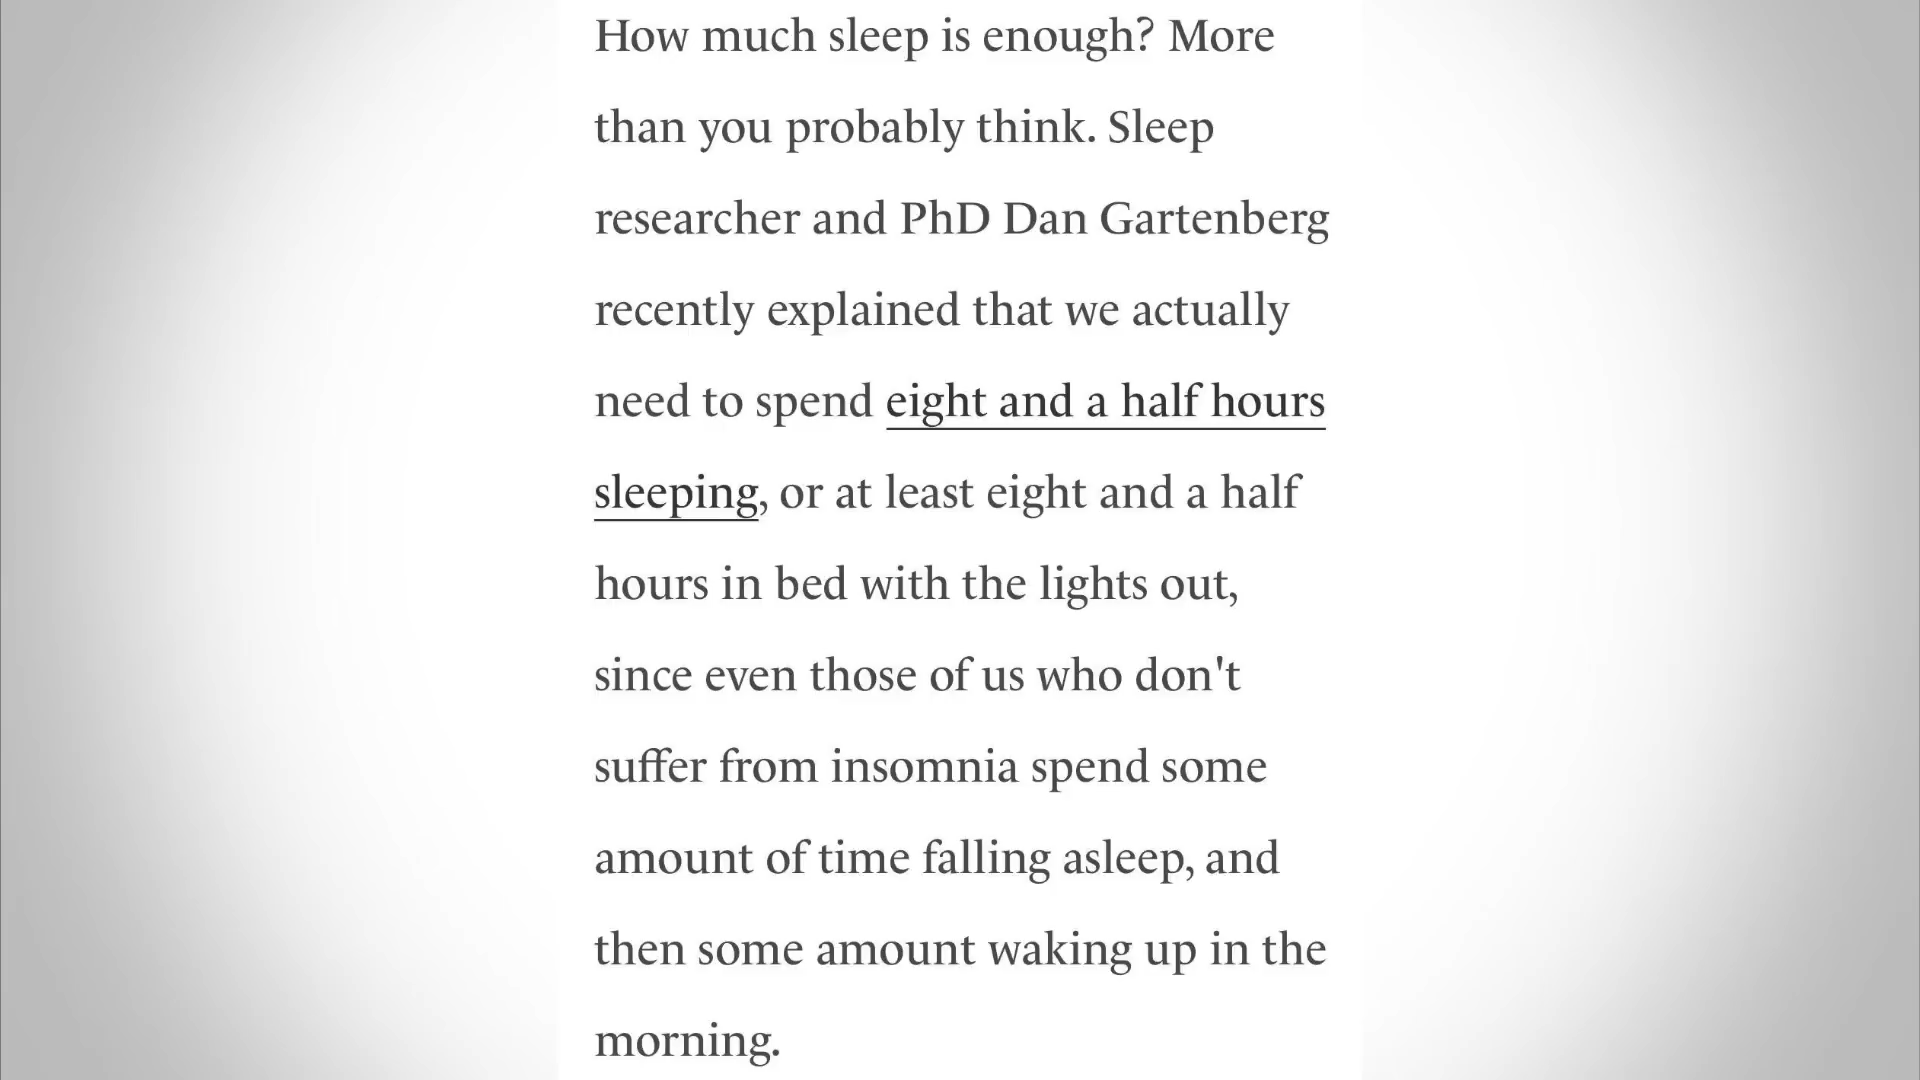 How much sleep is enough? More
than you probably think. Sleep
researcher and PhD Dan Gartenberg
recently explained that we actually
need to spend eight and a half hours
sleeping, or at least eight and a half
hours in bed with the lights out,
since even those of us who don't
suffer from insomnia spend some
amount of time falling asleep, and
then some amount waking up in the
morning.